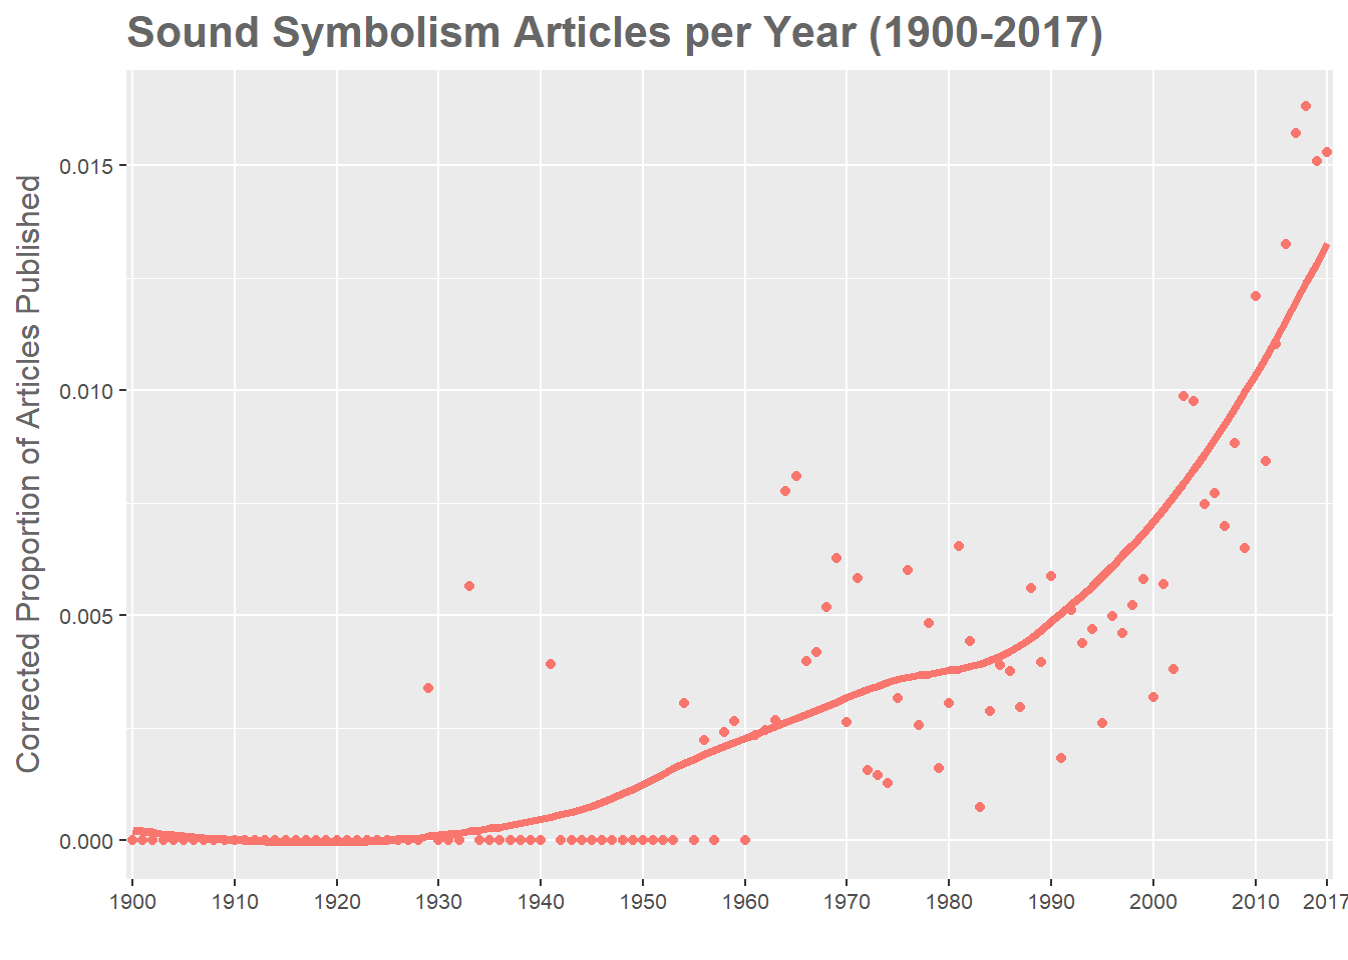 Sound Symbolism Articles per Year (1900-2017)
Corrected Proportion of Articles Published
0.015
0.010
0.005
0.000
1900 1910 1920 1930 1940 1950 1960 1970 1980 1990 2000 2010 2017